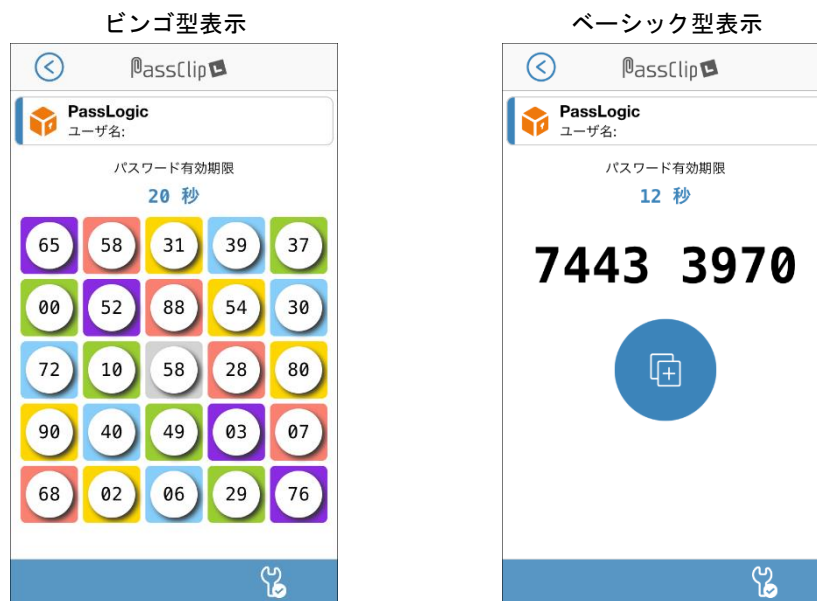 ビンゴ型表示
PassClip L
PassLogic
ユーザ名:
パスワード有効期限
20 秒
65 58 31 39 37
00 52 88 54 30
72 10 58 28 80
90 40 49 03 07
68 02 06 29 76
ベーシック型表示
PassClip L
PassLogic
ユーザ名:
パスワード有効期限
12 秒
7443 3970